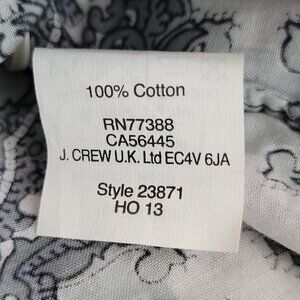 100% Cotton
RN77388
CA56445
J. CREW U.K. Ltd EC4V 6JA
Style 23871
HO 13